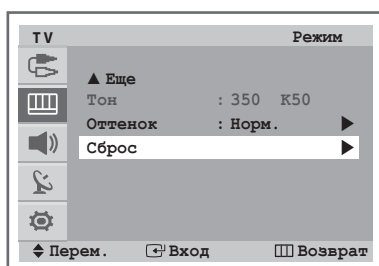 TV Режим
▲ Еще
Тон : 350 K50
Оттенок : Норм. ▶
Сброс ▶
Перем. Вход Возврат